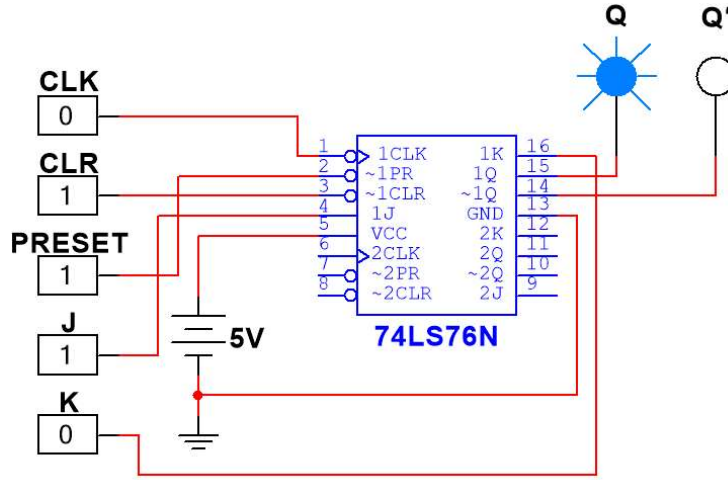 Q Q'
CLK
0
CLR
1
PRESET
1
J
1
K
0
1 1CLK 1K 16
2 ~1PR 1Q 15
3 ~1CLR ~1Q 14
4 1J GND 13
5 VCC 2K 12
6 2CLK 2Q 11
7 ~2PR ~2Q 10
8 ~2CLR 2J 9
5V
74LS76N